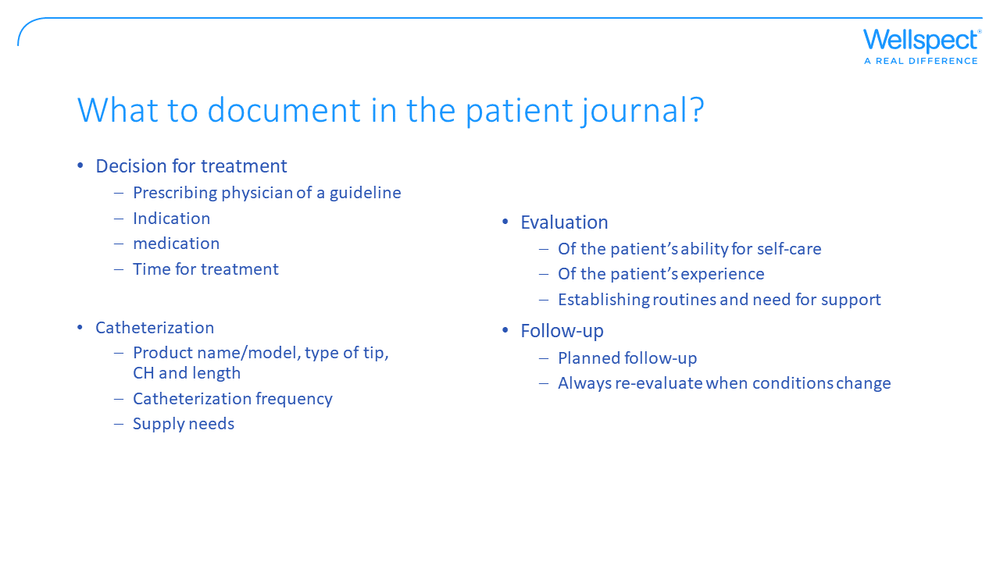 Wellspect®
A REAL DIFFERENCE
What to document in the patient journal?
• Decision for treatment
– Prescribing physician of a guideline
– Indication
– medication
– Time for treatment
• Catheterization
– Product name/model, type of tip,
CH and length
– Catheterization frequency
– Supply needs
• Evaluation
– Of the patient’s ability for self-care
– Of the patient’s experience
– Establishing routines and need for support
• Follow-up
– Planned follow-up
– Always re-evaluate when conditions change